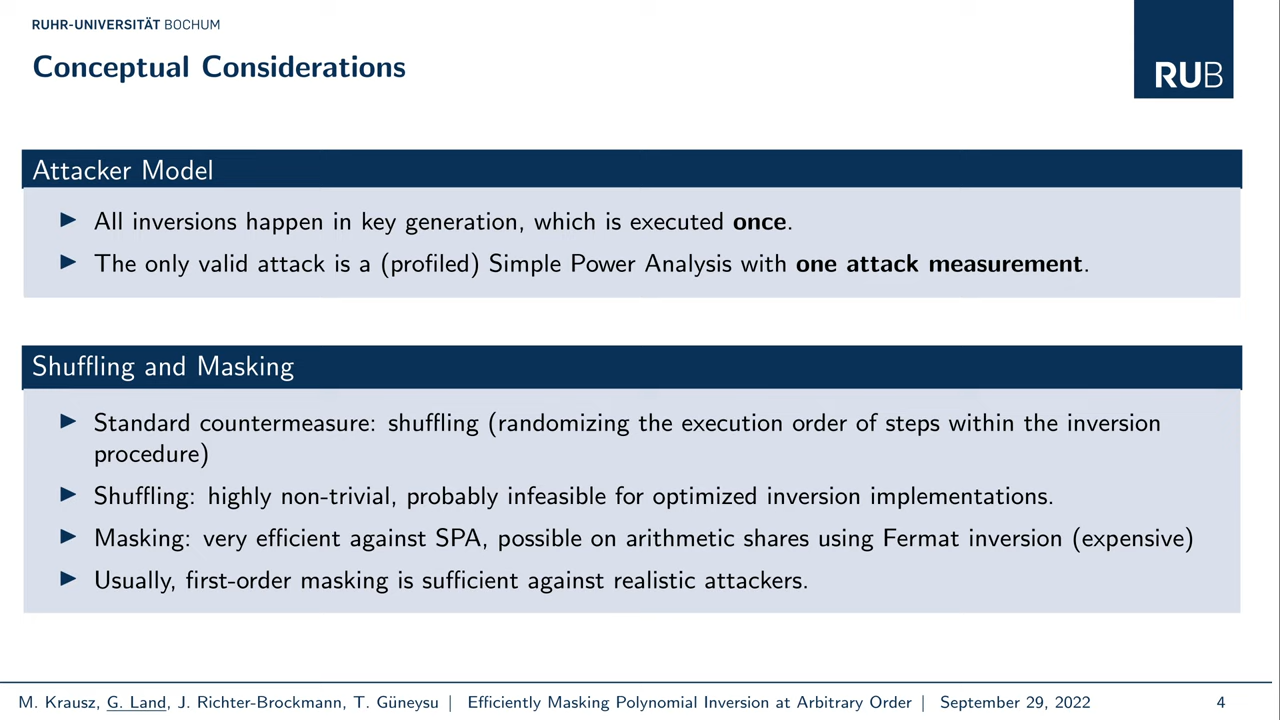 RUHR-UNIVERSITÄT BOCHUM
Conceptual Considerations
RUB
Attacker Model
▶ All inversions happen in key generation, which is executed once.
▶ The only valid attack is a (profiled) Simple Power Analysis with one attack measurement.
Shuffling and Masking
▶ Standard countermeasure: shuffling (randomizing the execution order of steps within the inversion
procedure)
▶ Shuffling: highly non-trivial, probably infeasible for optimized inversion implementations.
▶ Masking: very efficient against SPA, possible on arithmetic shares using Fermat inversion (expensive)
▶ Usually, first-order masking is sufficient against realistic attackers.
M. Krausz, G. Land, J. Richter-Brockmann, T. Güneysu | Efficiently Masking Polynomial Inversion at Arbitrary Order | September 29, 2022 4